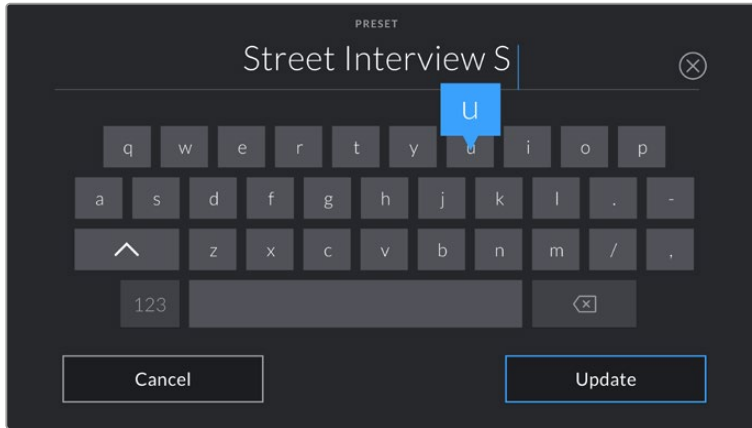 PRESET
Street Interview S
u
q w e r t y u i o p
a s d f g h j k l . -
z x c v b n m / ,
123
Cancel Update